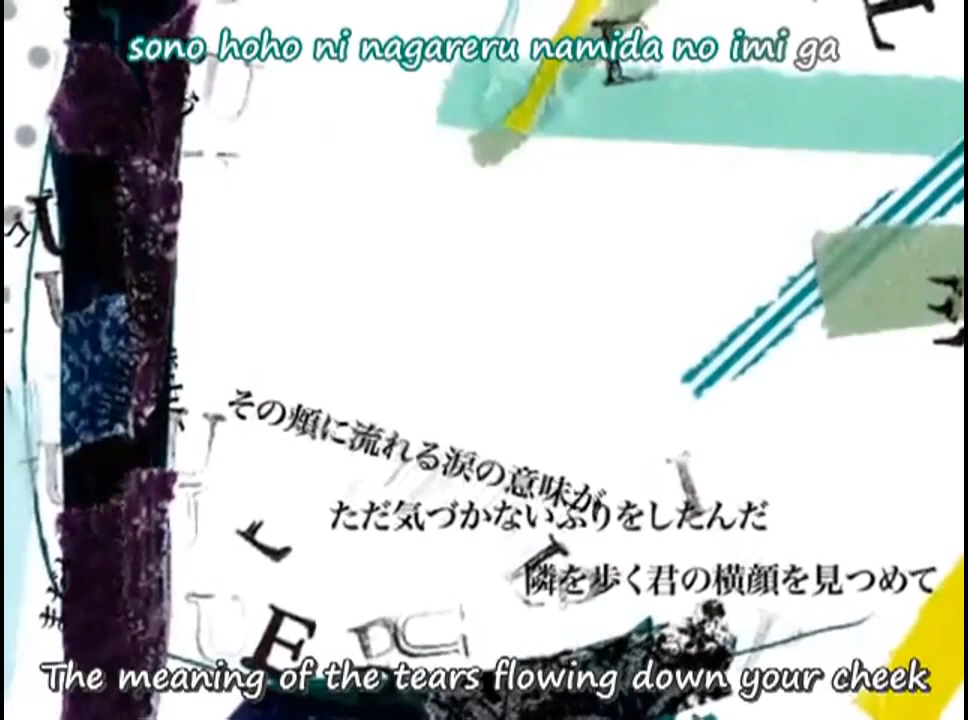 sono hoho ni nagareru namida no imi ga
その頬に流れる涙の意味が
ただ気づかないふりをしたんだ
隣を歩く君の横顔を見つめて
The meaning of the tears flowing down your cheek